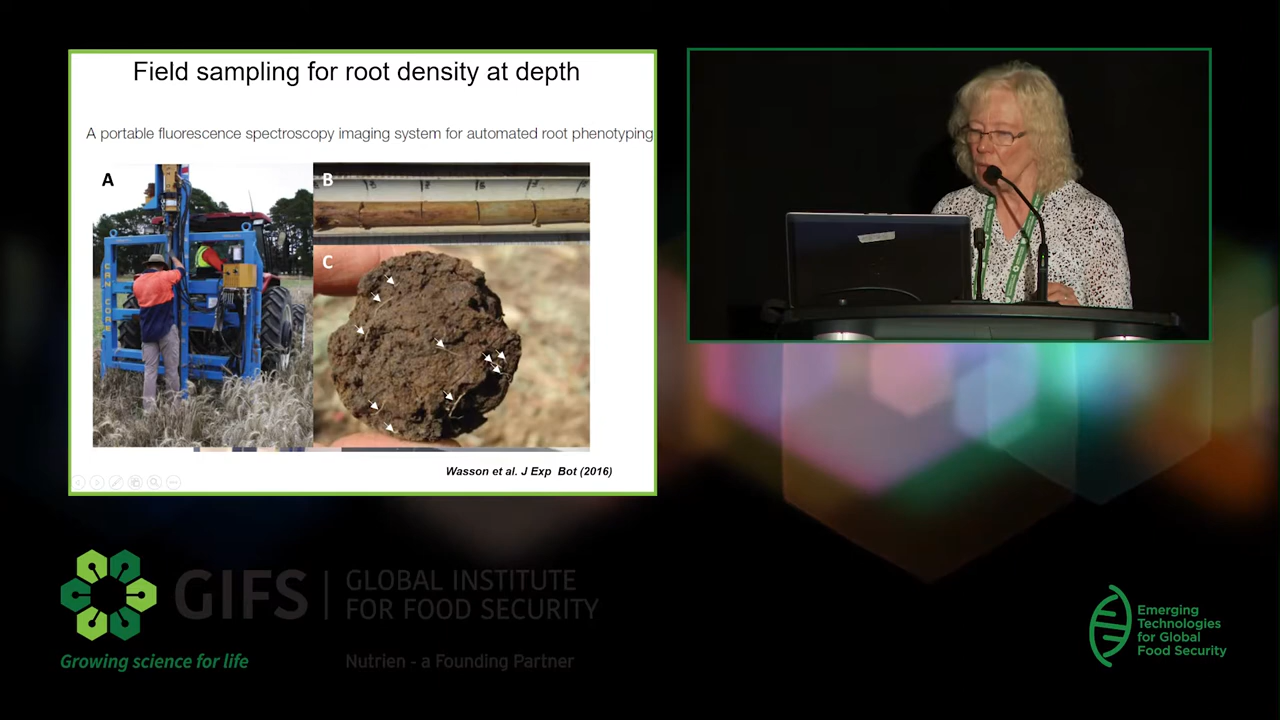 Field sampling for root density at depth
A portable fluorescence spectroscopy imaging system for automated root phenotyping
A
B
C
CAN CORE
Wasson et al. J Exp Bot (2016)
GIFS
GLOBAL INSTITUTE
FOR FOOD SECURITY
Growing science for life
Nutrien - a Founding Partner
Emerging
Technologies
for Global
Food Security